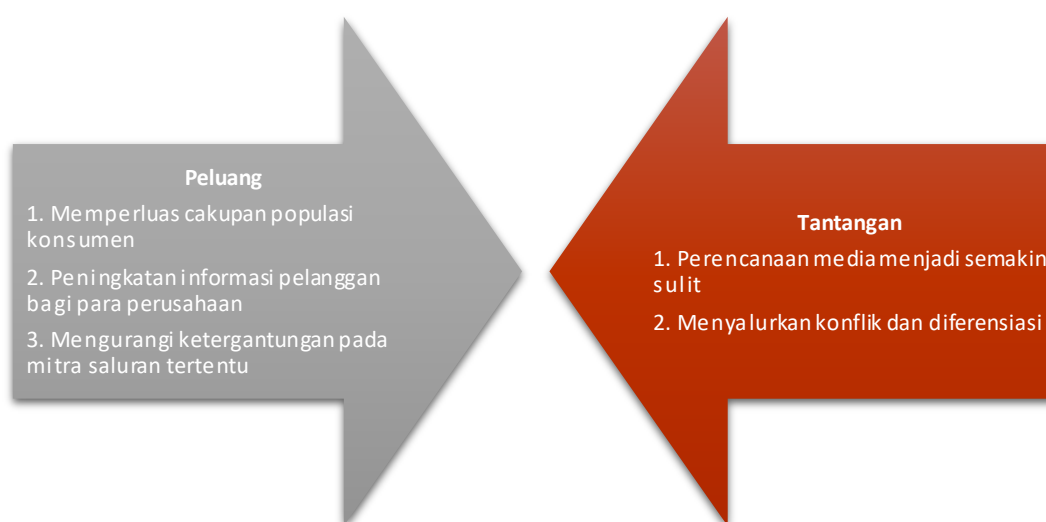 Peluang
1. Memperluas cakupan populasi
konsumen
2. Peningkatan informasi pelanggan
bagi para perusahaan
3. Mengurangi ketergantungan pada
mitra saluran tertentu
Tantangan
1. Perencanaan media menjadi semakin
sulit
2. Menyalurkan konflik dan diferensiasi